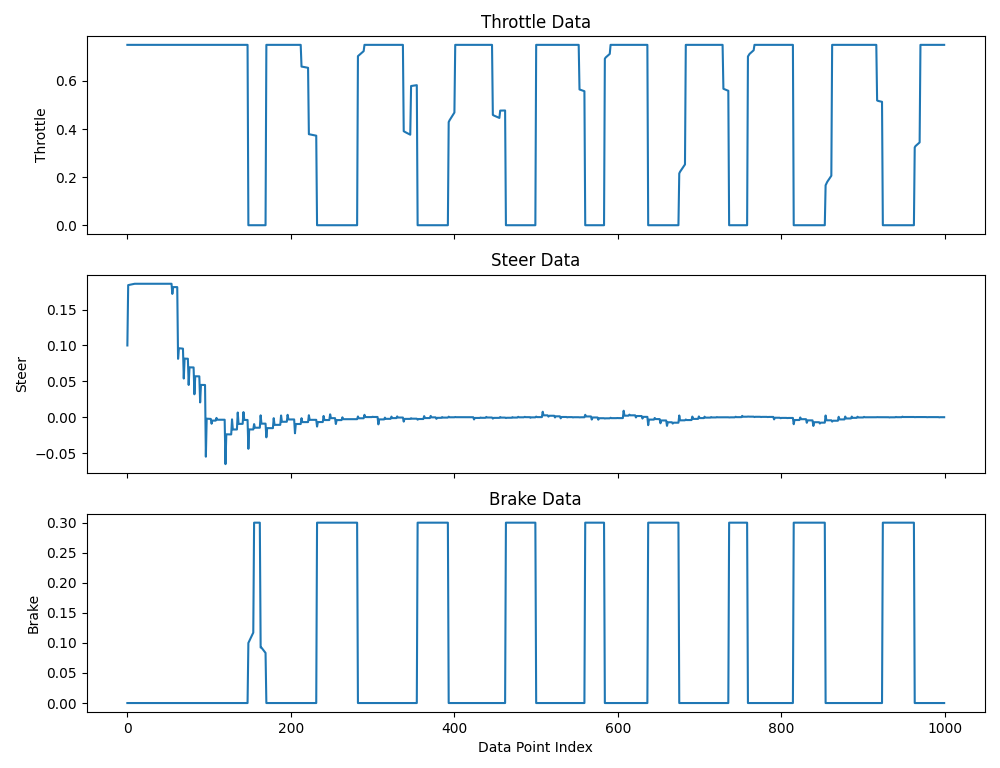 Throttle Data
0.6
0.4
0.2
0.0
Throttle
Steer Data
0.15
0.10
0.05
0.00
−0.05
Steer
Brake Data
0.30
0.25
0.20
0.15
0.10
0.05
0.00
Brake
0 200 400 600 800 1000
Data Point Index